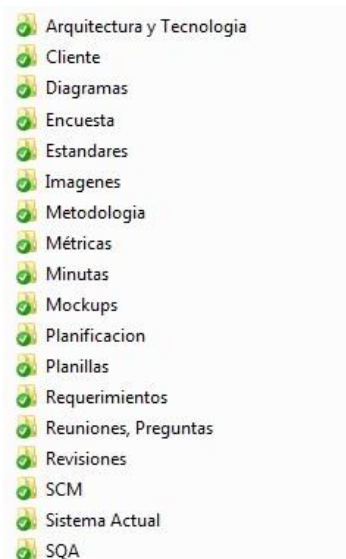 Arquitectura y Tecnologia
Cliente
Diagramas
Encuesta
Estandares
Imagenes
Metodologia
Métricas
Minutas
Mockups
Planificacion
Planillas
Requerimientos
Reuniones, Preguntas
Revisiones
SCM
Sistema Actual
SQA